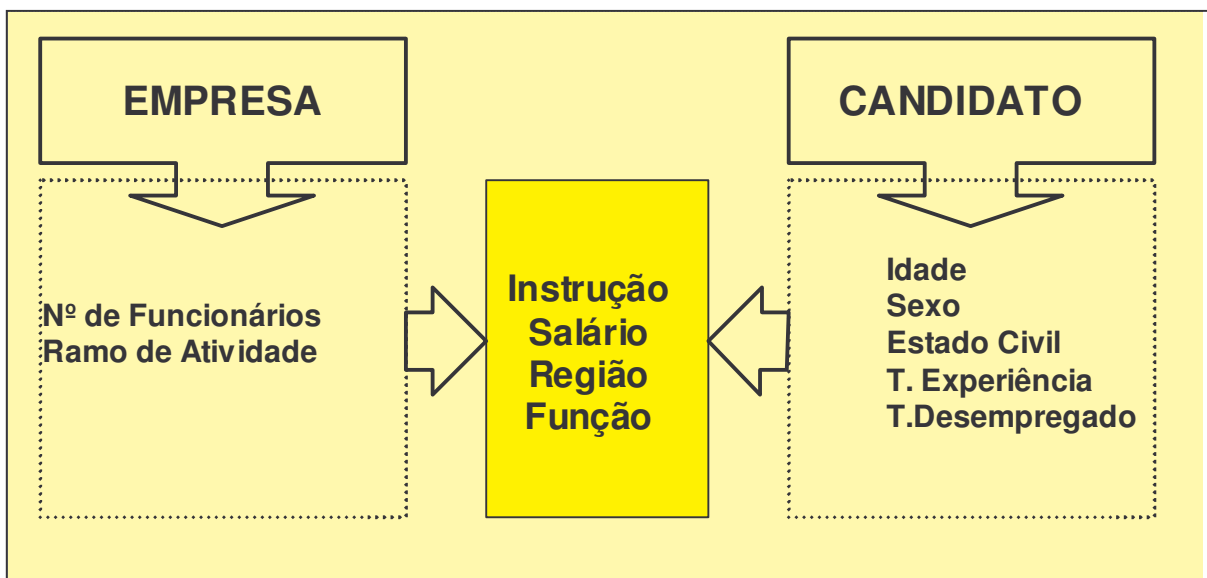 EMPRESA
Nº de Funcionários
Ramo de Atividade
Instrução
Salário
Região
Função
CANDIDATO
Idade
Sexo
Estado Civil
T. Experiência
T.Desempregado